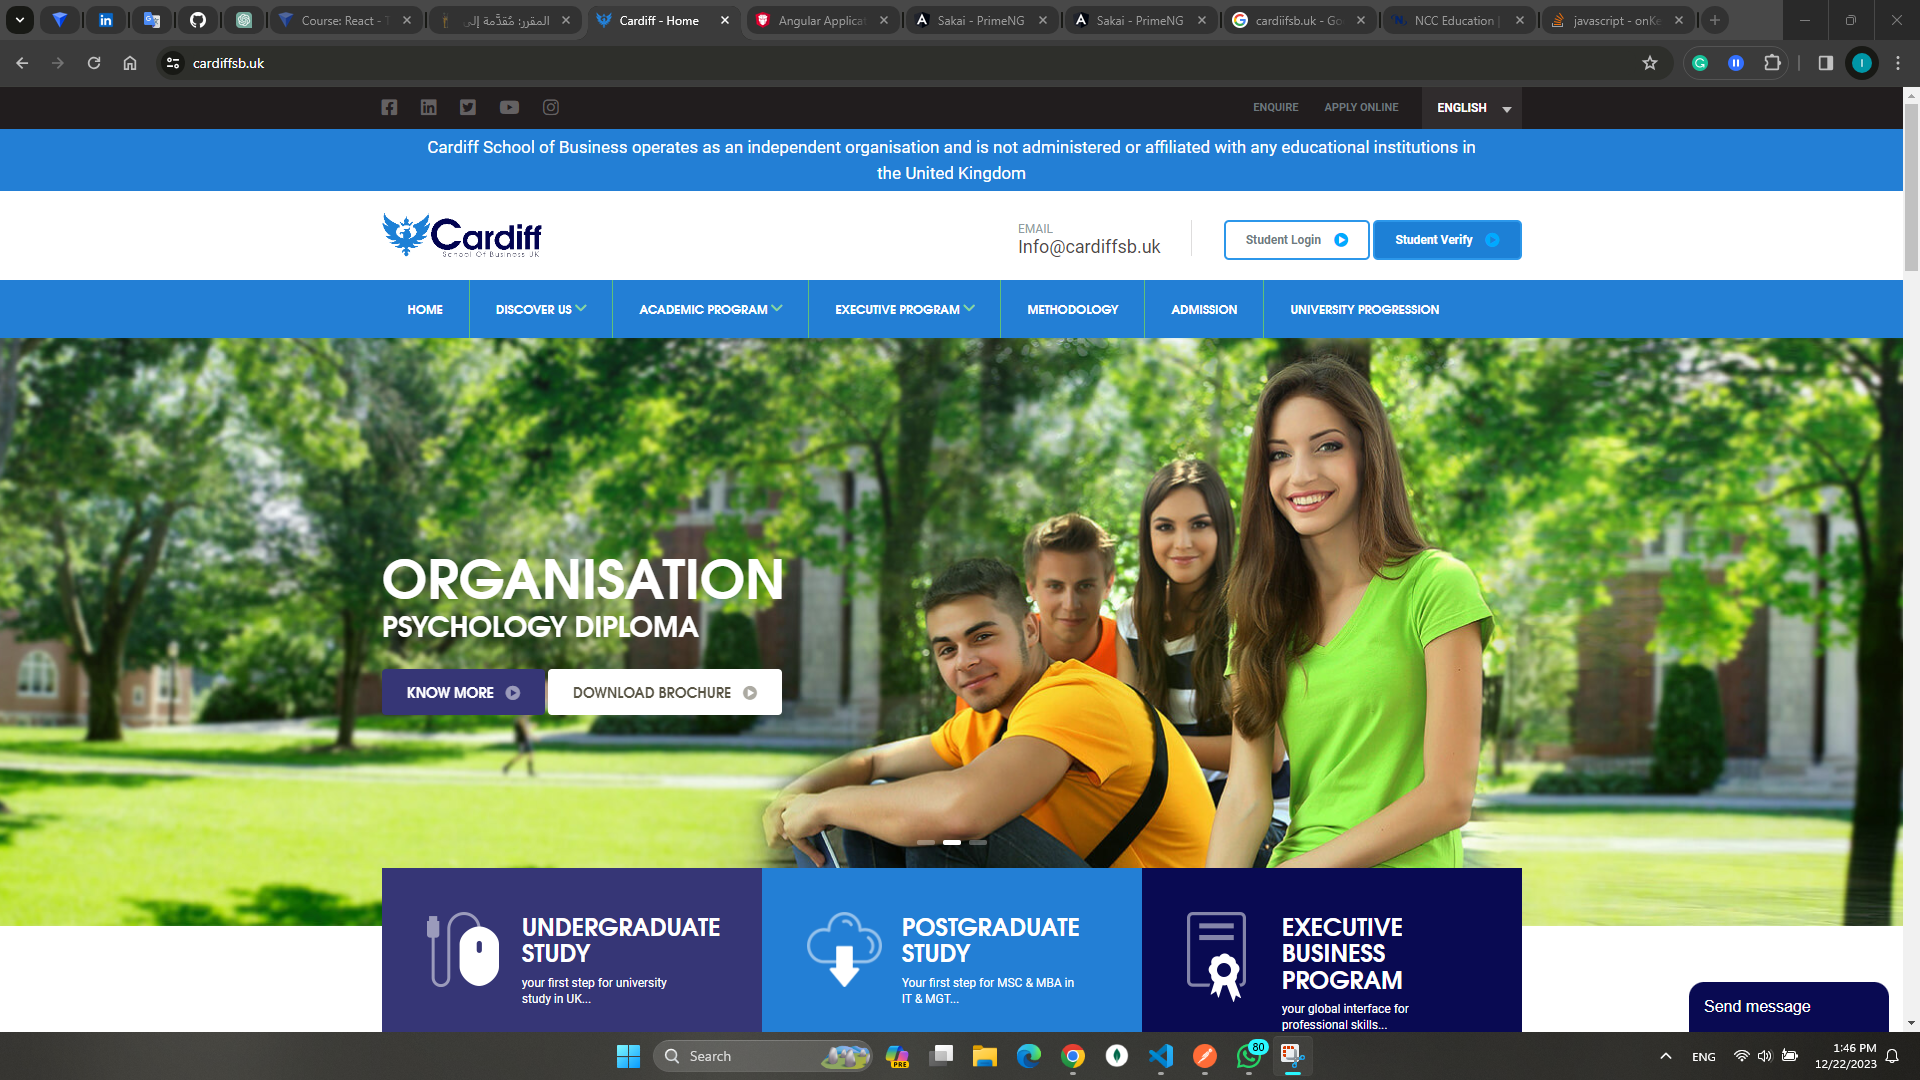 Course: React - T
المقرر: مُقدَّمة إلى
Cardiff - Home
Angular Applicat
Sakai - PrimeNG
Sakai - PrimeNG
cardiifsb.uk - Go
NCC Education |
javascript - onKe
cardiffsb.uk
ENQUIRE
APPLY ONLINE
ENGLISH
Cardiff School of Business operates as an independent organisation and is not administered or affiliated with any educational institutions in
the United Kingdom
Cardiff
School Of Business UK
EMAIL
Info@cardiffsb.uk
Student Login
Student Verify
HOME
DISCOVER US
ACADEMIC PROGRAM
EXECUTIVE PROGRAM
METHODOLOGY
ADMISSION
UNIVERSITY PROGRESSION
ORGANISATION
PSYCHOLOGY DIPLOMA
KNOW MORE
DOWNLOAD BROCHURE
UNDERGRADUATE
STUDY
your first step for university
study in UK...
POSTGRADUATE
STUDY
Your first step for MSC & MBA in
IT & MGT...
EXECUTIVE
BUSINESS
PROGRAM
your global interface for
professional skills...
Send message
Search
PRE
80
ENG
1:46 PM
12/22/2023